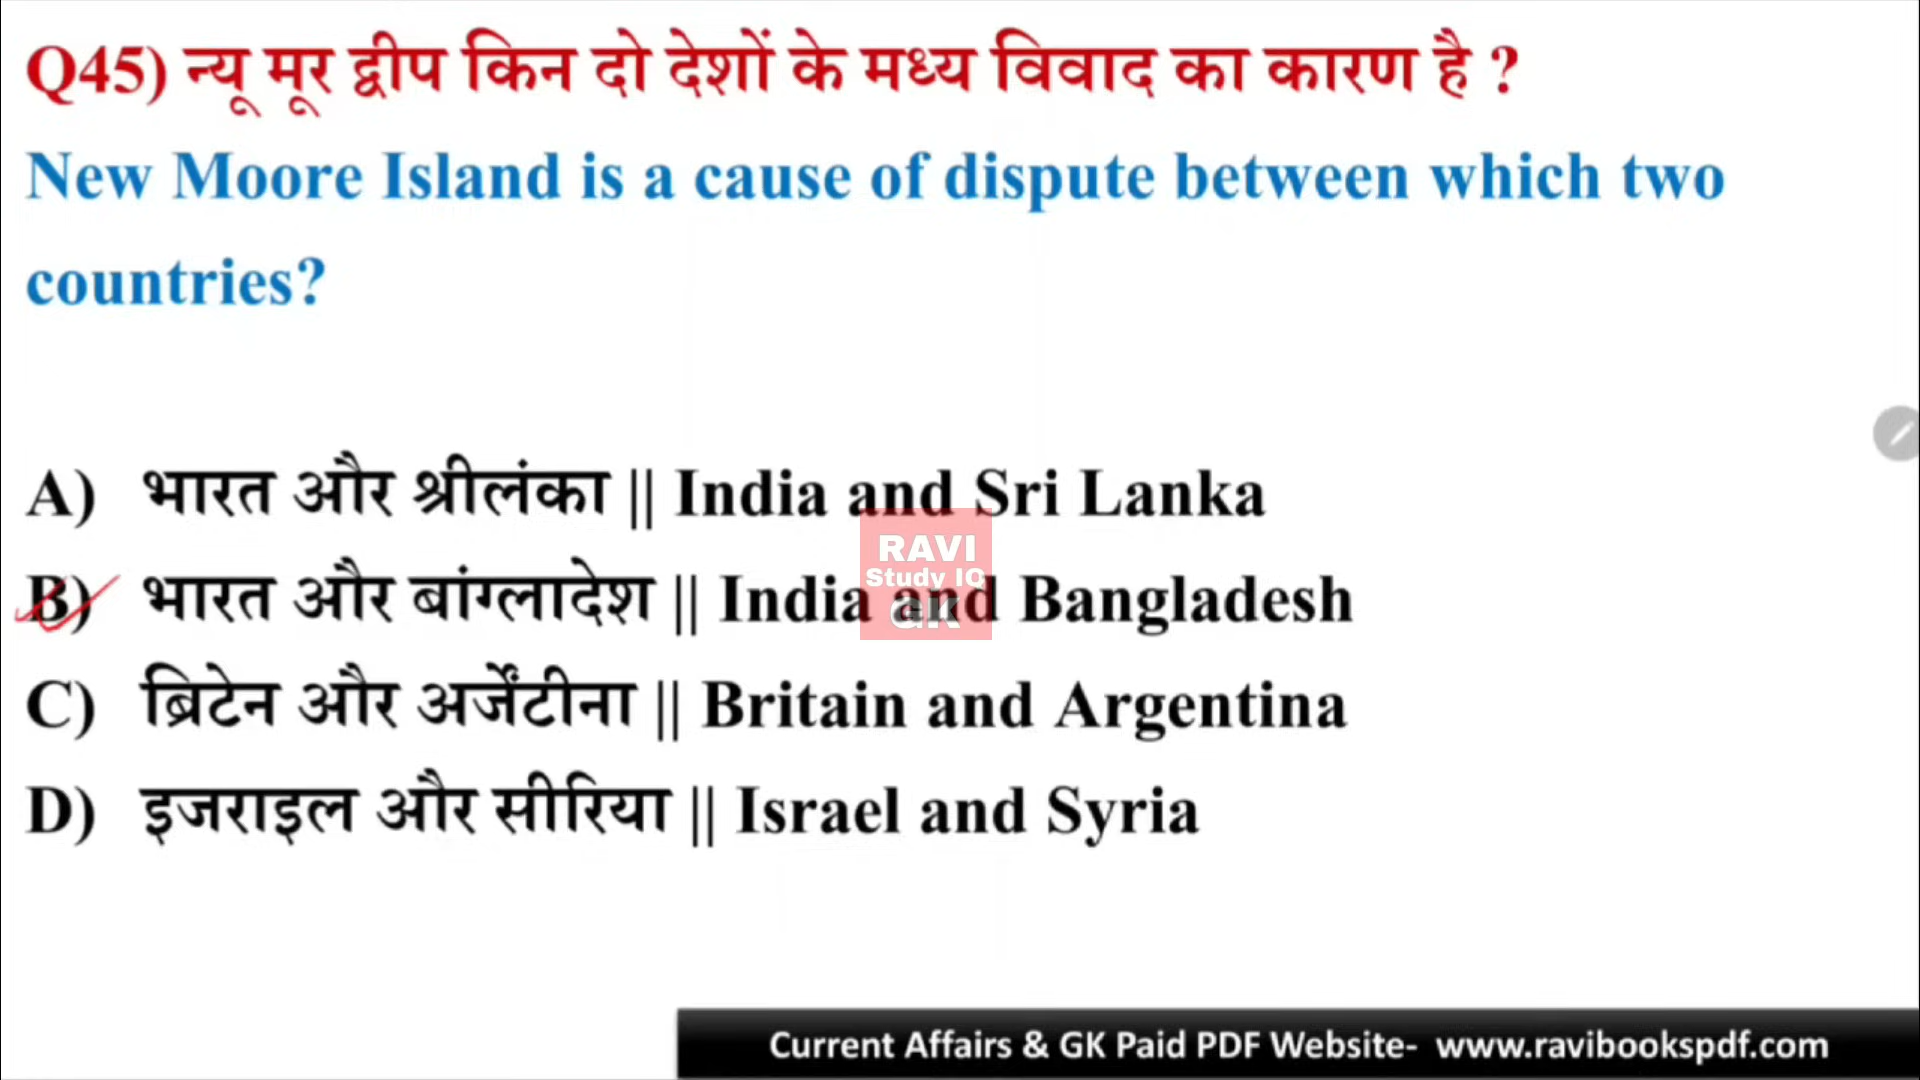 Q45) न्यू मूर द्वीप किन दो देशों के मध्य विवाद का कारण है ?
New Moore Island is a cause of dispute between which two
countries?
A) भारत और श्रीलंका || India and Sri Lanka
B) भारत और बांग्लादेश || India and Bangladesh
C) ब्रिटेन और अर्जेंटीना || Britain and Argentina
D) इजराइल और सीरिया || Israel and Syria
RAVI
Study IQ
GK
Current Affairs & GK Paid PDF Website- www.ravibookspdf.com